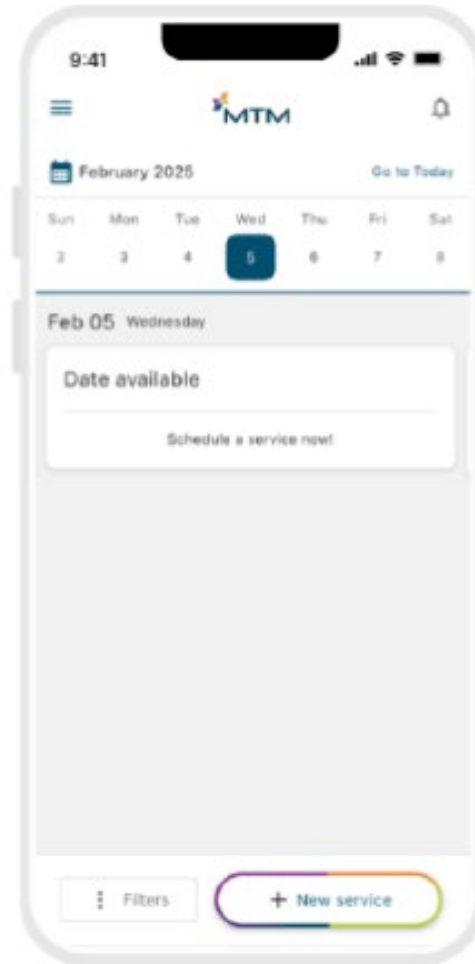 9:41
MTM
February 2025 Go to Today
Sun Mon Tue Wed Thu Fri Sat
2 3 4 5 6 7 8
Feb 05 Wednesday
Date available
Schedule a service now!
Filters + New service